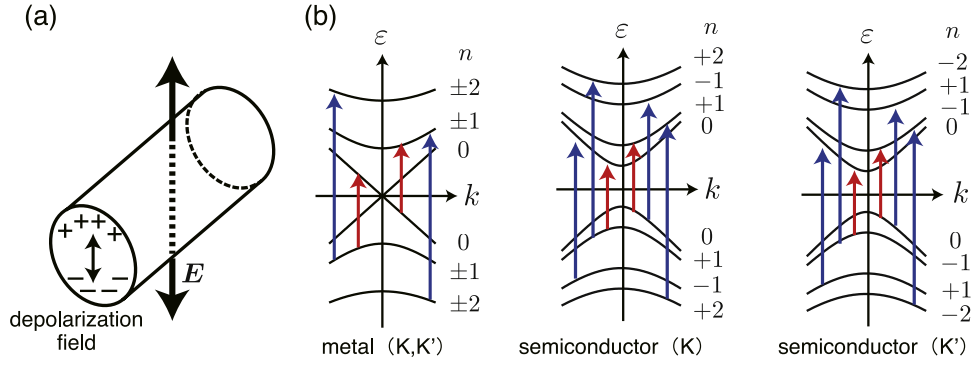 (a)
E
+ + + +
− − − −
depolarization
field
(b)
ε
n
±2
±1
0
k
0
±1
±2
metal (K,K')
ε
n
+2
−1
+1
0
k
0
+1
−1
+2
semiconductor (K)
ε
n
−2
+1
−1
0
k
0
−1
+1
−2
semiconductor (K')